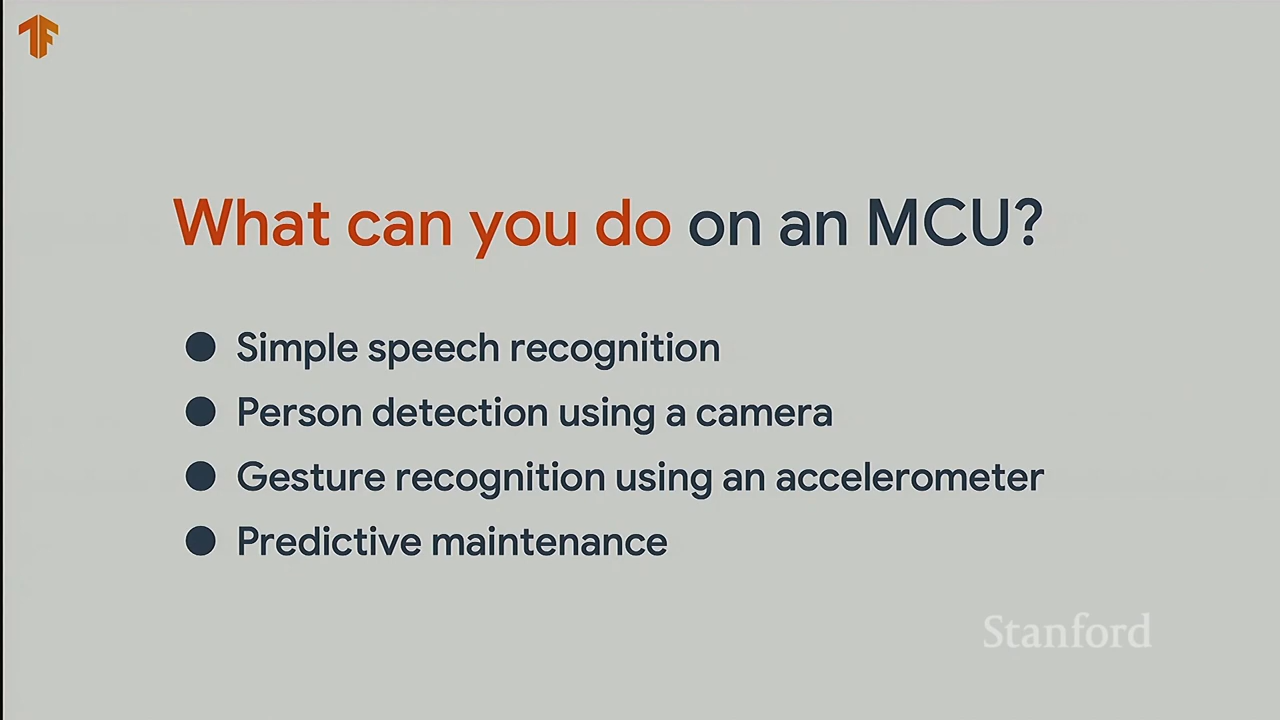 What can you do on an MCU?
Simple speech recognition
Person detection using a camera
Gesture recognition using an accelerometer
Predictive maintenance
Stanford